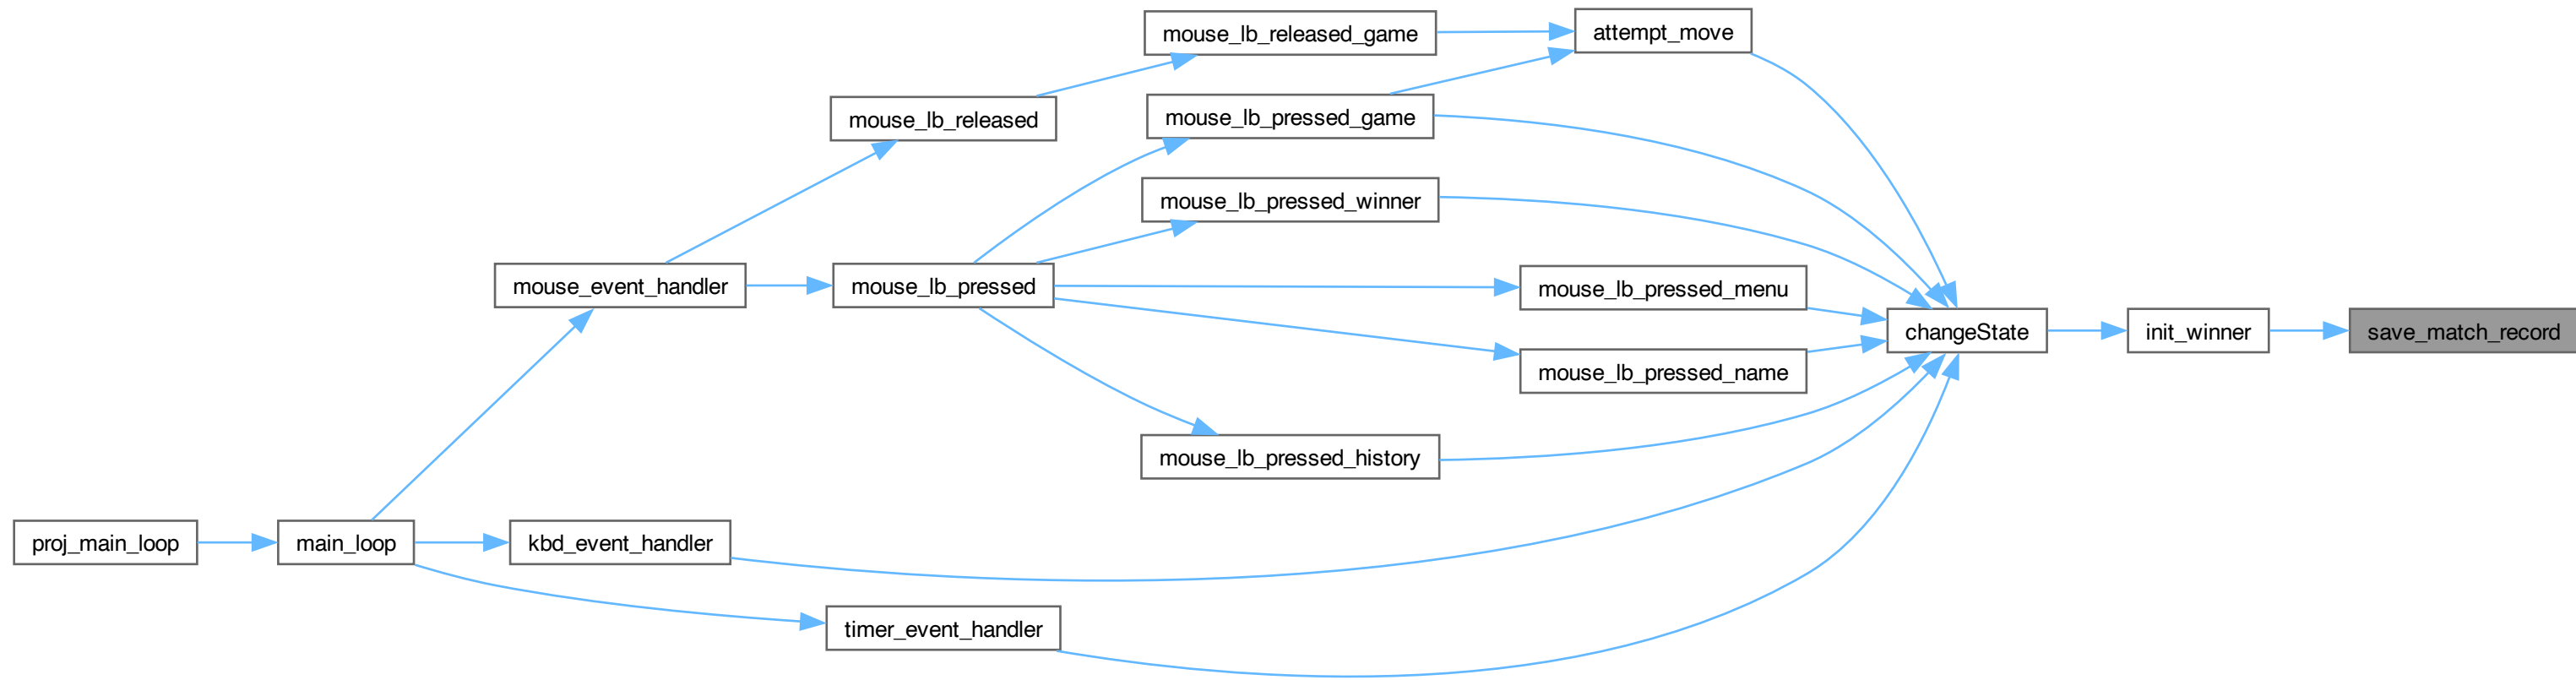 mouse_lb_released_game
attempt_move
mouse_lb_released
mouse_lb_pressed_game
mouse_lb_pressed_winner
mouse_event_handler
mouse_lb_pressed
mouse_lb_pressed_menu
changeState
init_winner
save_match_record
mouse_lb_pressed_name
mouse_lb_pressed_history
proj_main_loop
main_loop
kbd_event_handler
timer_event_handler